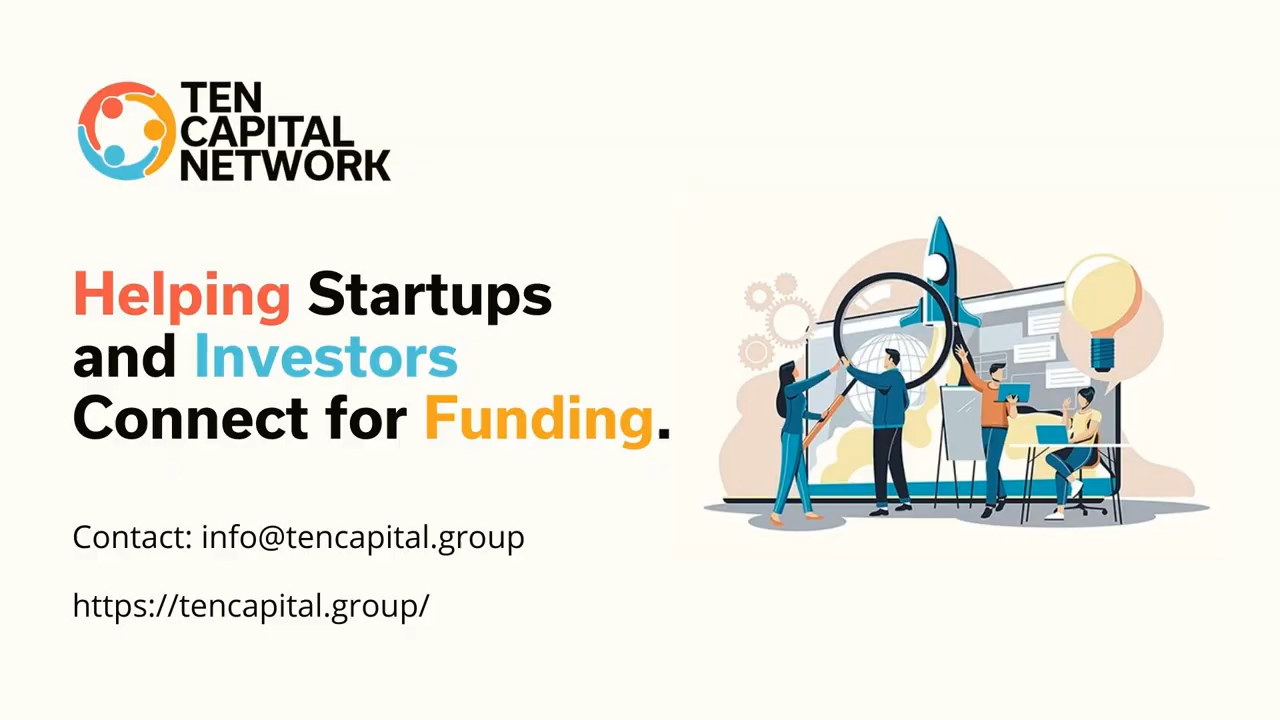 TEN
CAPITAL
NETWORK
Helping Startups
and Investors
Connect for Funding.
Contact: info@tencapital.group
https://tencapital.group/